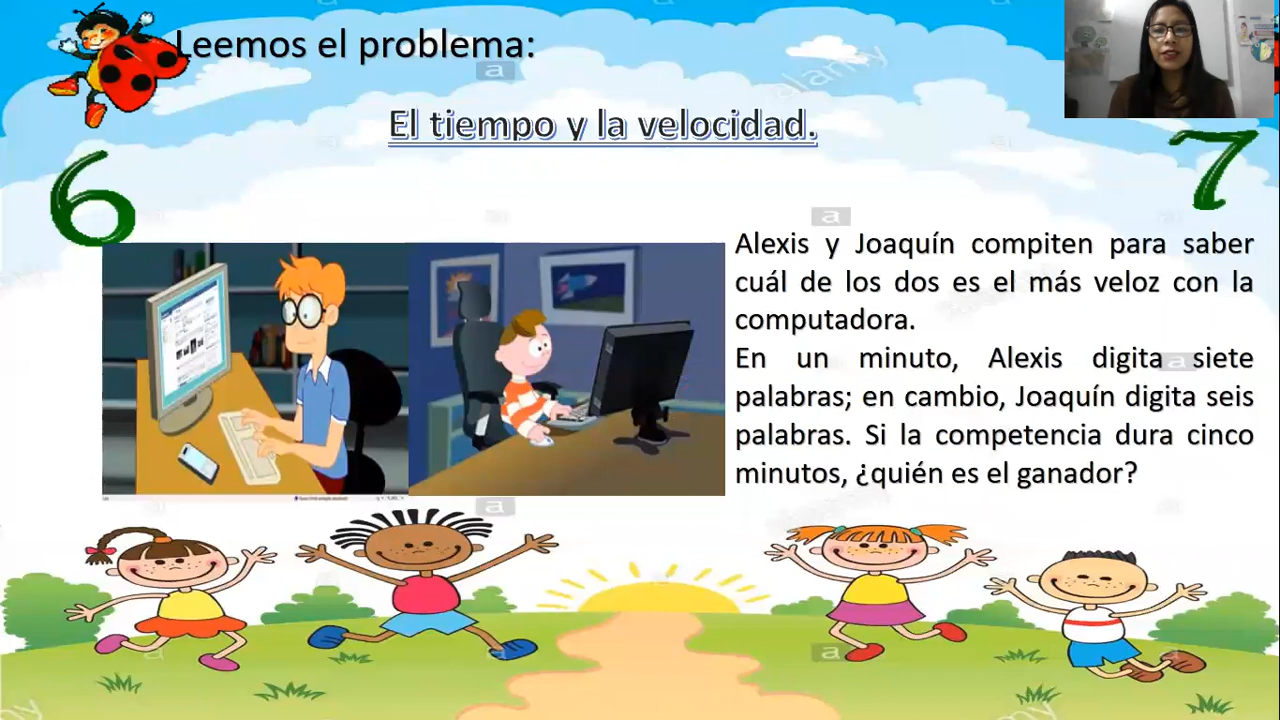 Leemos el problema:
El tiempo y la velocidad.
6
7
Alexis y Joaquín compiten para saber
cuál de los dos es el más veloz con la
computadora.
En un minuto, Alexis digita siete
palabras; en cambio, Joaquín digita seis
palabras. Si la competencia dura cinco
minutos, ¿quién es el ganador?
a
a
a
a
a
alamy